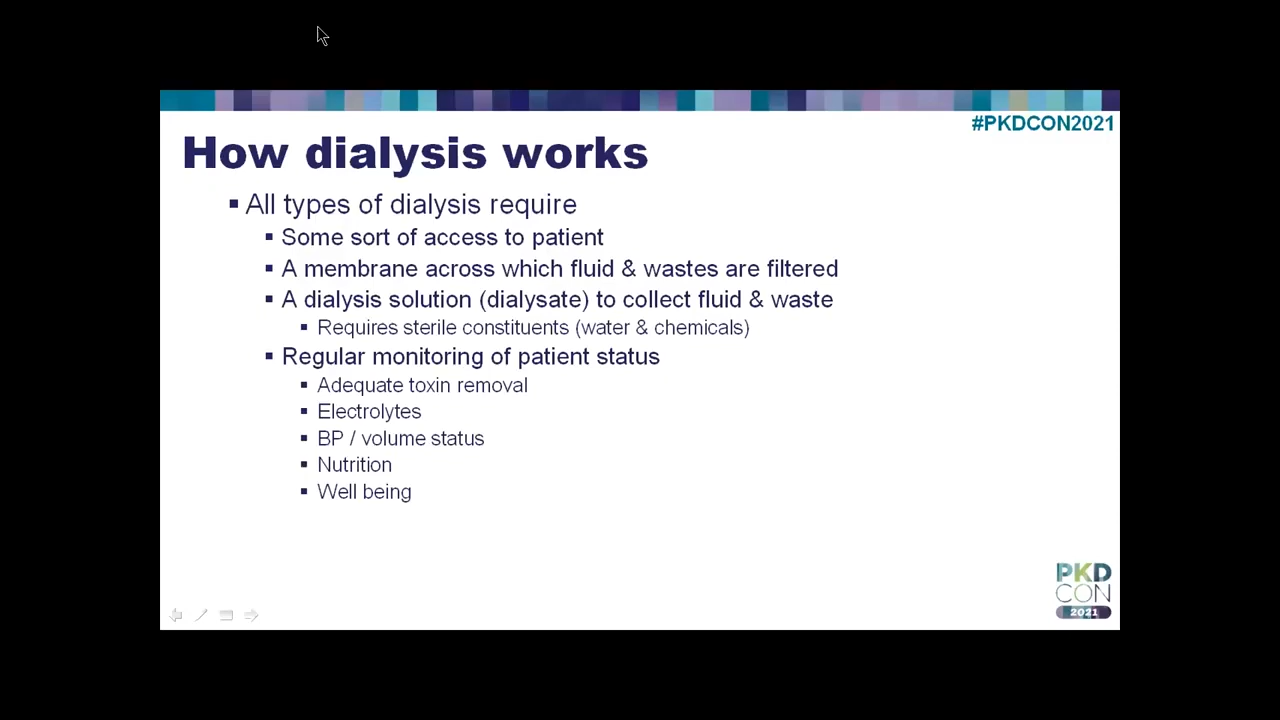 #PKDCON2021
How dialysis works
▪ All types of dialysis require
▪ Some sort of access to patient
▪ A membrane across which fluid & wastes are filtered
▪ A dialysis solution (dialysate) to collect fluid & waste
▪ Requires sterile constituents (water & chemicals)
▪ Regular monitoring of patient status
▪ Adequate toxin removal
▪ Electrolytes
▪ BP / volume status
▪ Nutrition
▪ Well being
PKD
CON
2021